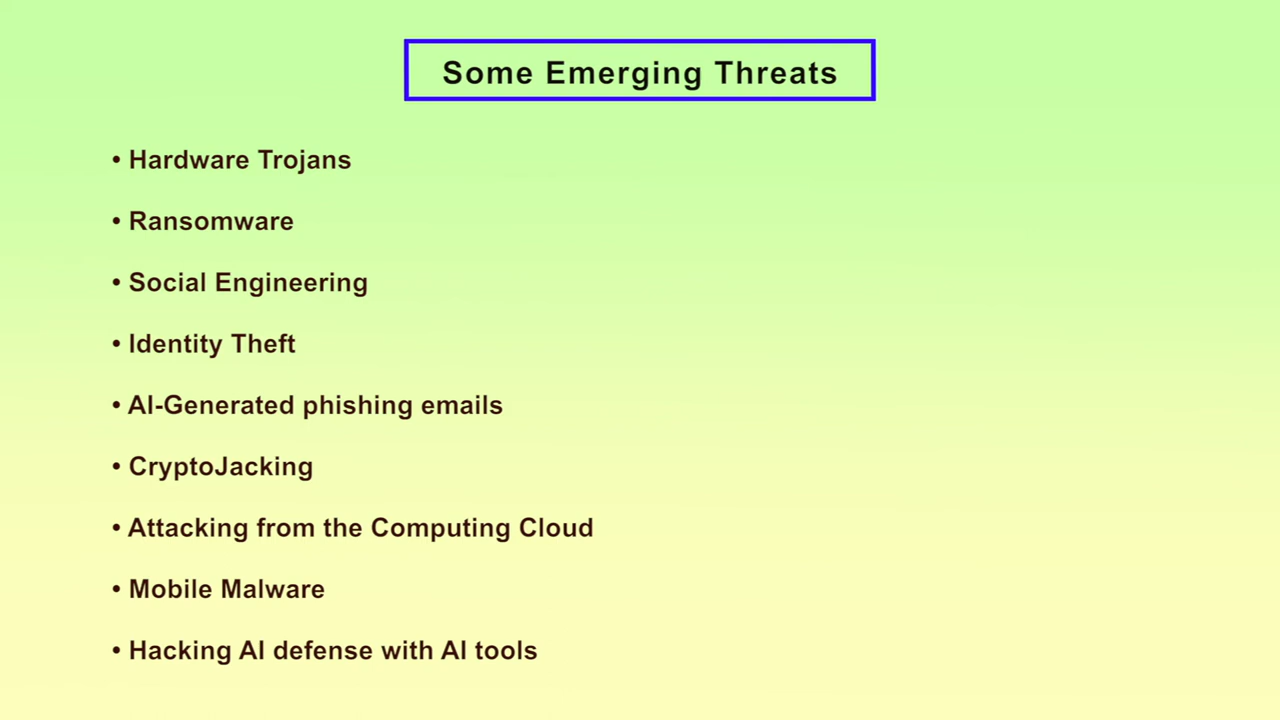 Some Emerging Threats
• Hardware Trojans
• Ransomware
• Social Engineering
• Identity Theft
• AI-Generated phishing emails
• CryptoJacking
• Attacking from the Computing Cloud
• Mobile Malware
• Hacking AI defense with AI tools